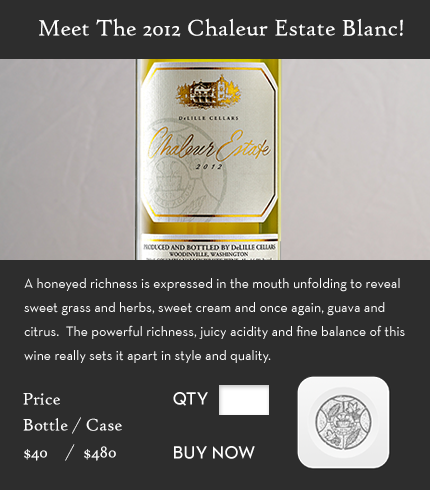 Meet The 2012 Chaleur Estate Blanc!
DeLILLE CELLARS
Chaleur Estate
2012
PRODUCED AND BOTTLED BY DeLILLE CELLARS
WOODINVILLE, WASHINGTON
A honeyed richness is expressed in the mouth unfolding to reveal
sweet grass and herbs, sweet cream and once again, guava and
citrus. The powerful richness, juicy acidity and fine balance of this
wine really sets it apart in style and quality.
Price
Bottle / Case
$40 / $480
QTY
BUY NOW